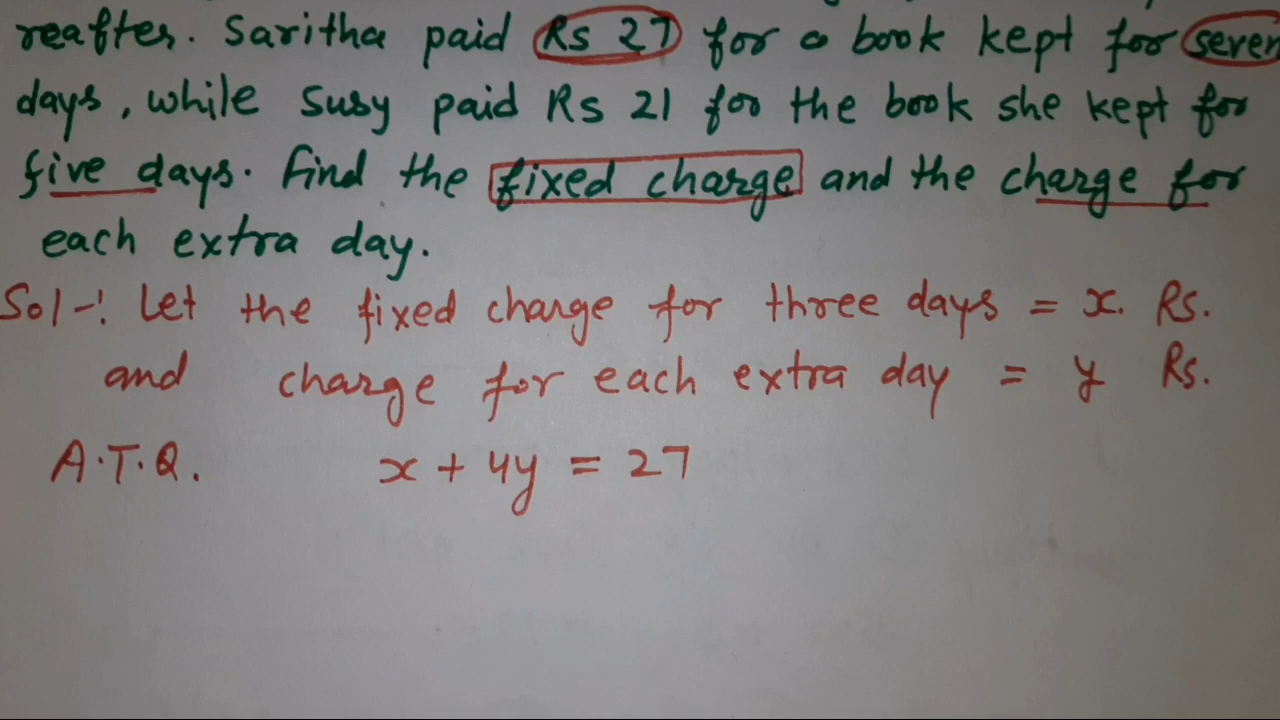 reafter. Saritha paid Rs 27 for a book kept for seven
days, while Susy paid Rs 21 for the book she kept for
five days. Find the fixed charge and the charge for
each extra day.
Sol-: Let the fixed charge for three days = x. Rs.
and charge for each extra day = y Rs.
A.T.Q. x + 4y = 27